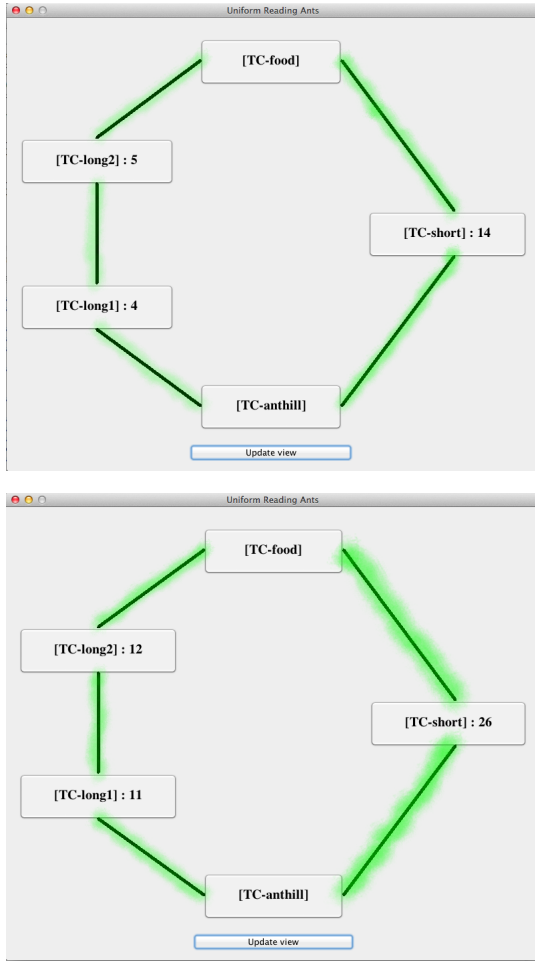 Uniform Reading Ants
[TC-food]
[TC-long2] : 5
[TC-short] : 14
[TC-long1] : 4
[TC-anthill]
Update view
Uniform Reading Ants
[TC-food]
[TC-long2] : 12
[TC-short] : 26
[TC-long1] : 11
[TC-anthill]
Update view